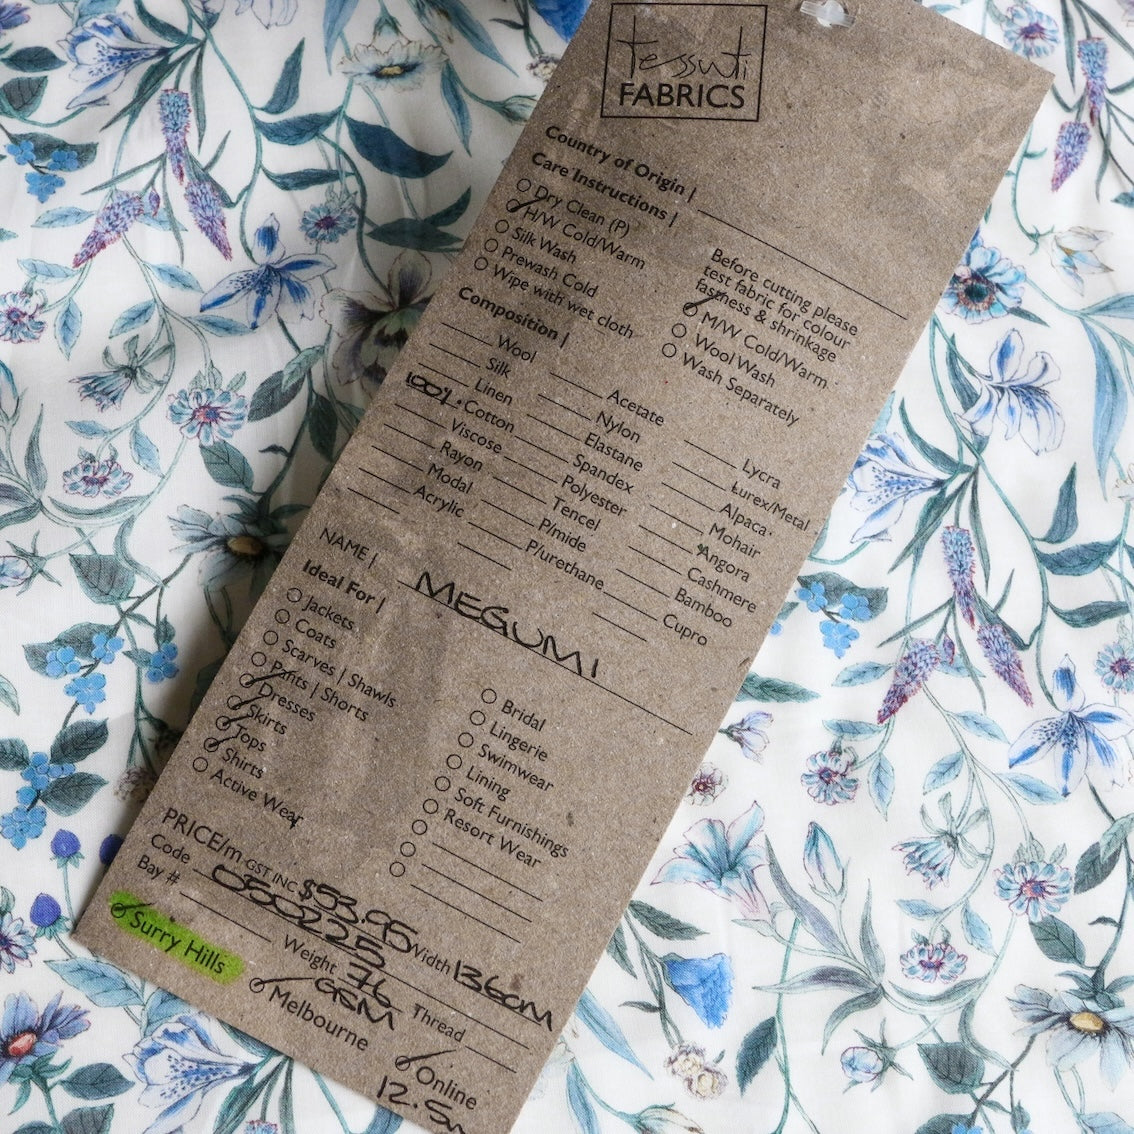 tessuti
FABRICS
Country of Origin |
Care Instructions |
Dry Clean (P)
H/W Cold/Warm
Silk Wash
Prewash Cold
Wipe with wet cloth
Before cutting please
test fabric for colour
fastness & shrinkage
M/W Cold/Warm
Wool Wash
Wash Separately
Composition |
Wool
Silk
Linen
100% Cotton
Viscose
Rayon
Modal
Acrylic
Acetate
Nylon
Elastane
Spandex
Polyester
Tencel
P/mide
P/urethane
Lycra
Lurex/Metal
Alpaca
Mohair
Angora
Cashmere
Bamboo
Cupro
NAME | MEGUMI
Ideal For |
Jackets
Coats
Scarves | Shawls
Pants | Shorts
Dresses
Skirts
Tops
Shirts
Active Wear
Bridal
Lingerie
Swimwear
Lining
Soft Furnishings
Resort Wear
PRICE/m GST INC $53.95 Width 136cm
Code 050225
Bay # Weight 76 GSM Thread
Surry Hills Melbourne Online